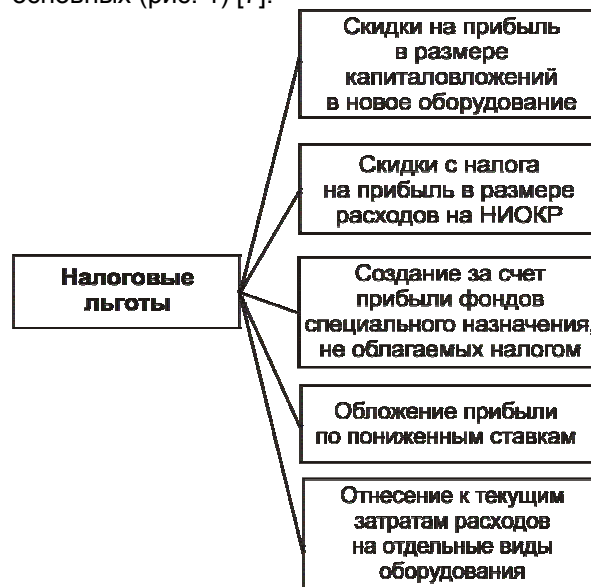 основных (рис. 1) [7].
Скидки на прибыль
в размере
капиталовложений
в новое оборудование
Скидки с налога
на прибыль в размере
расходов на НИОКР
Налоговые
льготы
Создание за счет
прибыли фондов
специального назначения,
не облагаемых налогом
Обложение прибыли
по пониженным ставкам
Отнесение к текущим
затратам расходов
на отдельные виды
оборудования